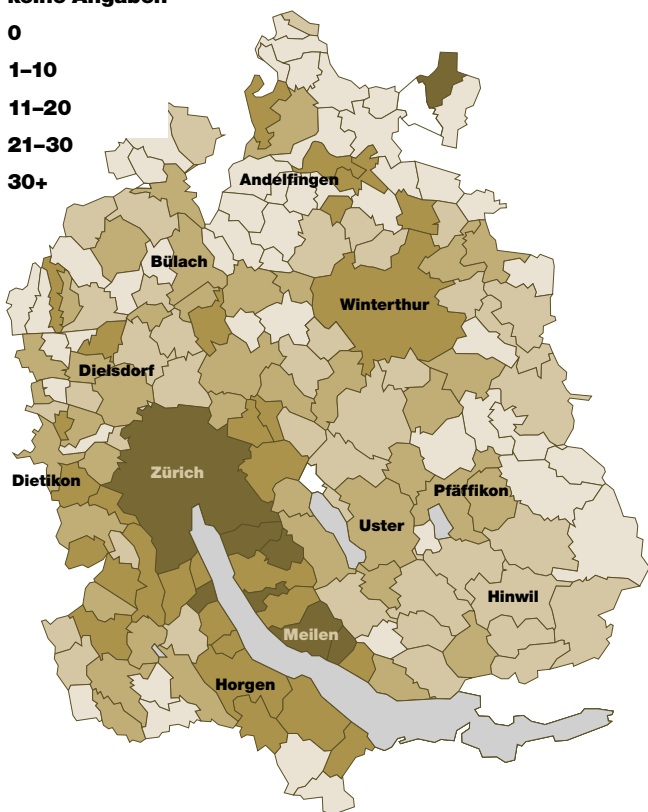 keine Angaben
0
1–10
11–20
21–30
30+
Andelfingen
Bülach
Winterthur
Dielsdorf
Zürich
Dietikon
Pfäffikon
Uster
Hinwil
Meilen
Horgen